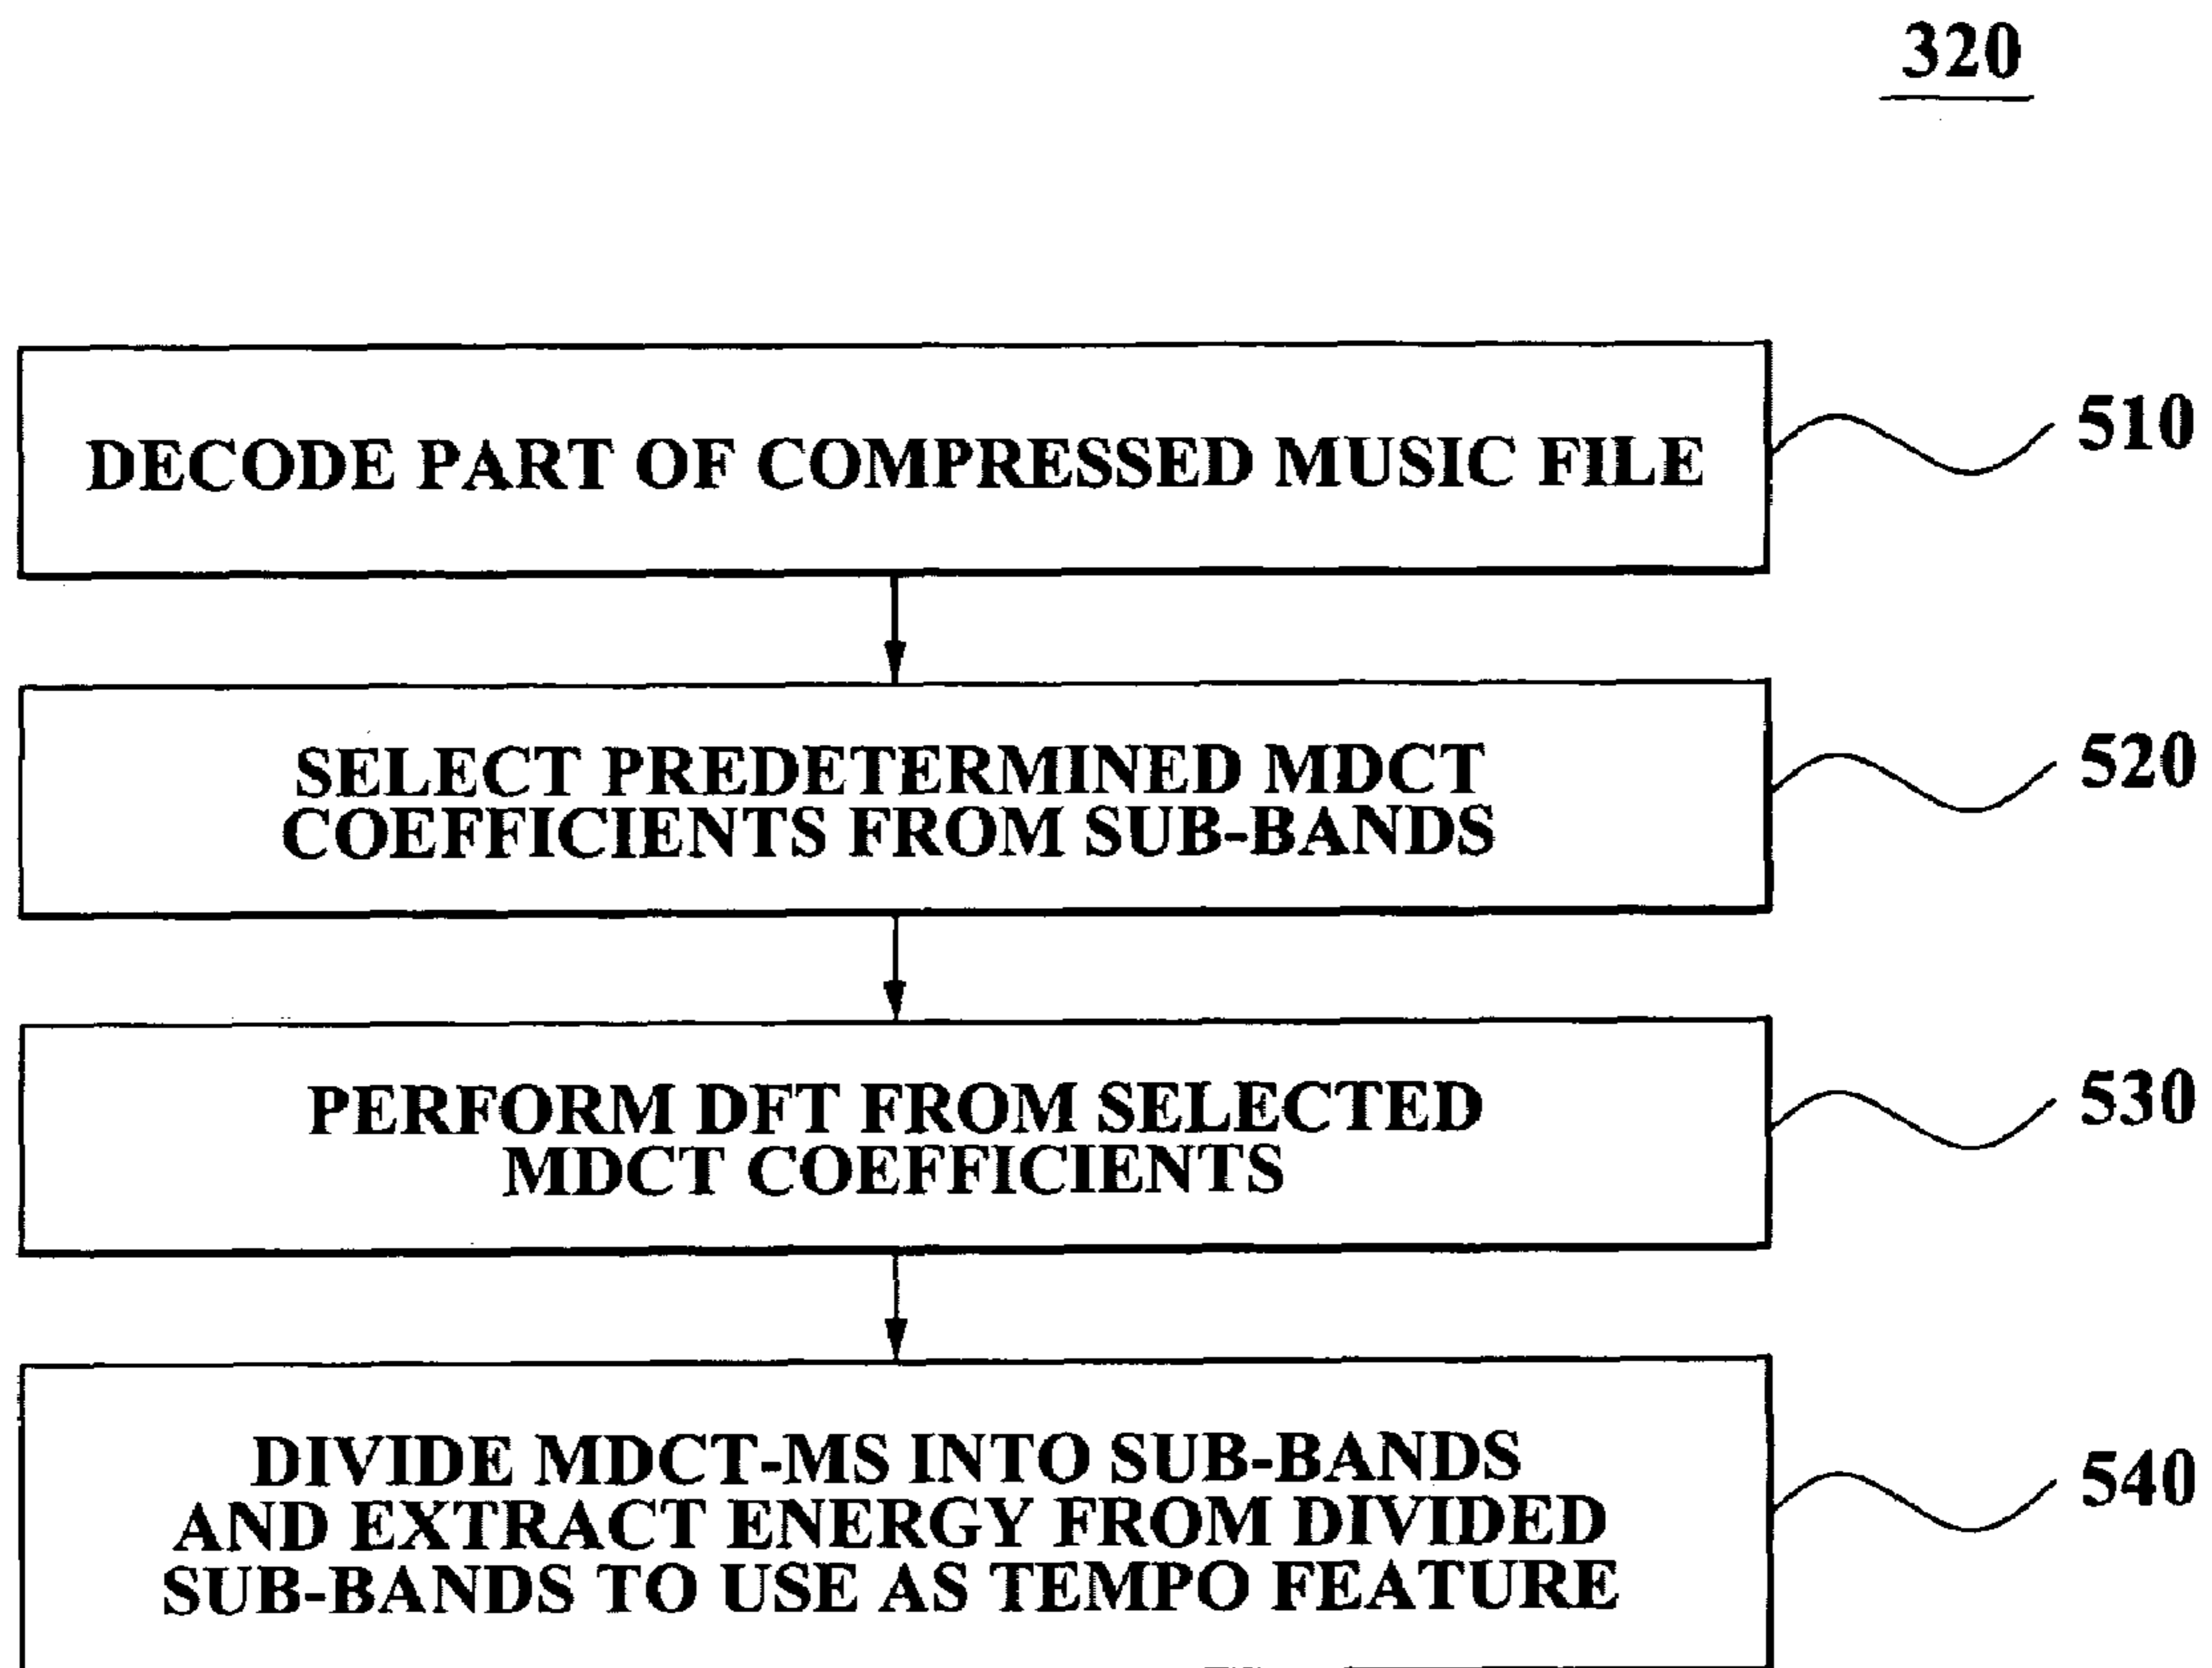 320
DECODE PART OF COMPRESSED MUSIC FILE
510
SELECT PREDETERMINED MDCT
COEFFICIENTS FROM SUB-BANDS
520
PERFORM DFT FROM SELECTED
MDCT COEFFICIENTS
530
DIVIDE MDCT-MS INTO SUB-BANDS
AND EXTRACT ENERGY FROM DIVIDED
SUB-BANDS TO USE AS TEMPO FEATURE
540